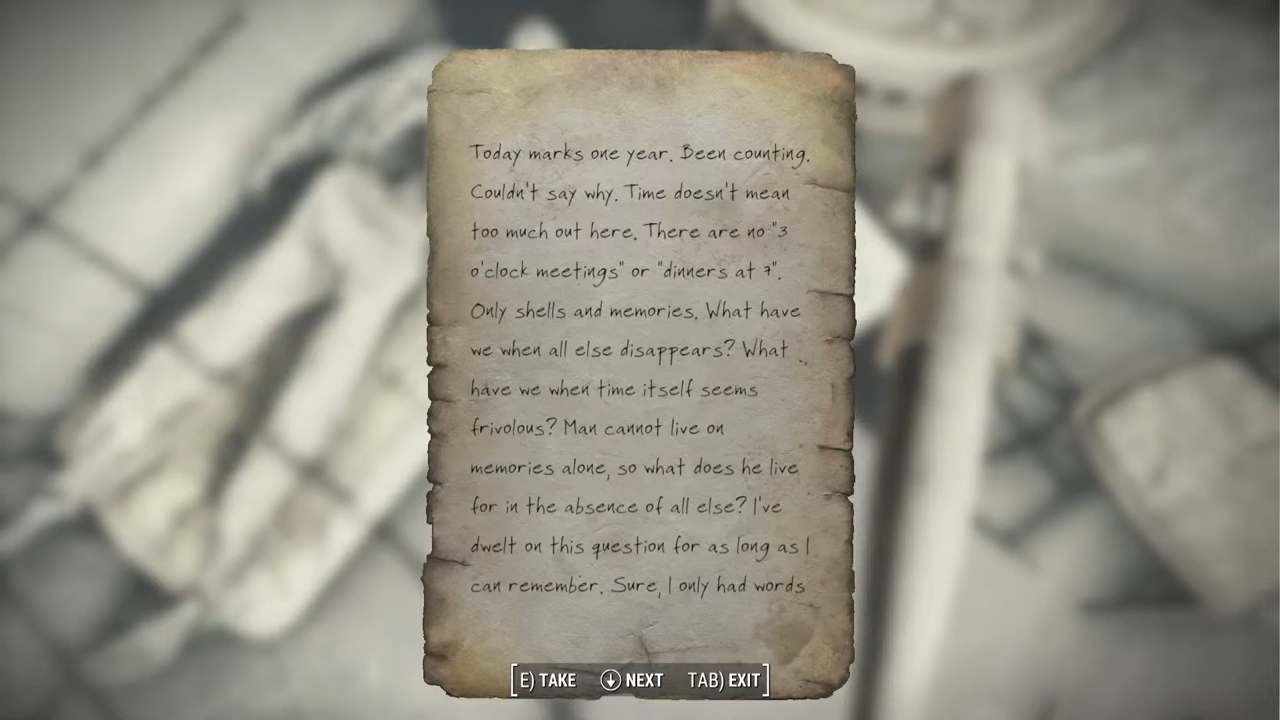 Today marks one year. Been counting.
Couldn't say why. Time doesn't mean
too much out here. There are no "3
o'clock meetings" or "dinners at 7".
Only shells and memories. What have
we when all else disappears? What
have we when time itself seems
frivolous? Man cannot live on
memories alone, so what does he live
for in the absence of all else? I've
dwelt on this question for as long as I
can remember. Sure, I only had words
[E) TAKE ↓ NEXT TAB) EXIT]